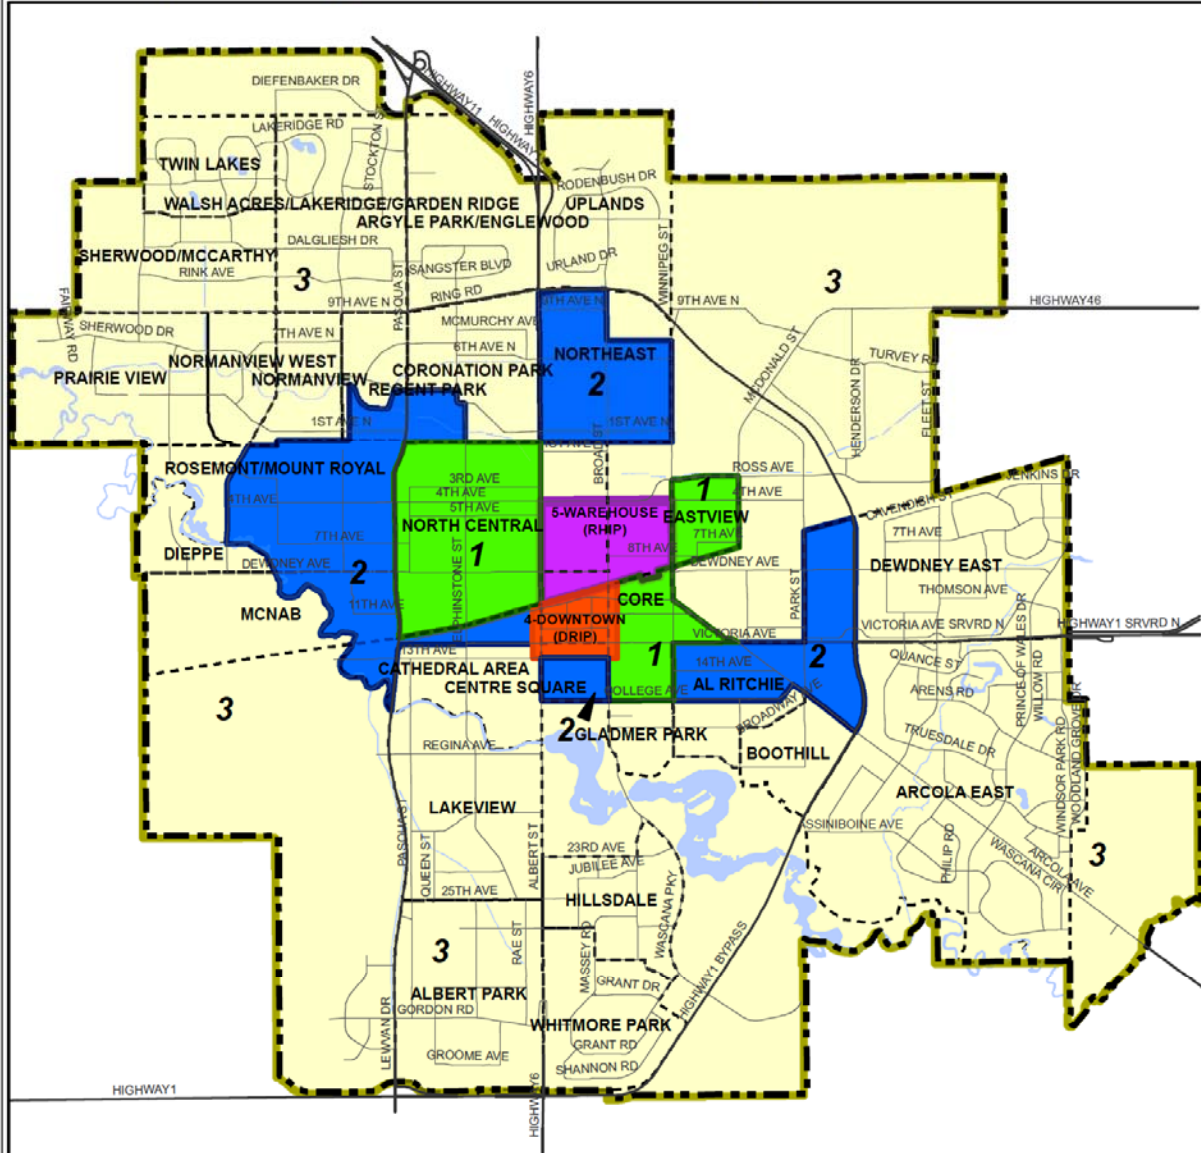 HIGHWAY11
HIGHWAY6
DIEFENBAKER DR
HIGHWAY
LAKERIDGE RD
STOCKTON ST
TWIN LAKES
RODENBUSH DR
WALSH ACRES/LAKERIDGE/GARDEN RIDGE
UPLANDS
ARGYLE PARK/ENGLEWOOD
WINNIPEG ST
DALGLIESH DR
SHERWOOD/MCCARTHY
URLAND DR
SANGSTER BLVD
RINK AVE
3
3
PASQUA ST
RING RD
9TH AVE N
9TH AVE N
HIGHWAY46
FAIRWAY RD
SHERWOOD DR
MCMURCHY AVE
6TH AVE N
NORTHEAST
MCDONALD ST
TURVEY R
NORMANVIEW WEST
CORONATION PARK
PRAIRIE VIEW
NORMANVIEW
REGENT PARK
2
HENDERSON DR
FLEET ST
1ST AVE N
1ST AVE N
BROAD ST
ROSEMONT/MOUNT ROYAL
ROSS AVE
JENKINS DR
3RD AVE
4TH AVE
4TH AVE
1
4TH AVE
5TH AVE
CAVENDISH ST
5-WAREHOUSE
(RHIP)
EASTVIEW
NORTH CENTRAL
7TH AVE
7TH AVE
7TH AVE
DIEPPE
8TH AVE
DEWDNEY AVE
1
DEWDNEY AVE
DEWDNEY EAST
2
PARK ST
THOMSON AVE
ELPHINSTONE ST
11TH AVE
CORE
MCNAB
4-DOWNTOWN
(DRIP)
VICTORIA AVE
VICTORIA AVE SRVRD N
HIGHWAY1 SRVRD N
13TH AVE
1
2
14TH AVE
QUANCE ST
CATHEDRAL AREA
CENTRE SQUARE
AL RITCHIE
ARENS RD
PRINCE OF WALES DR
WILLOW RD
3
BROADWAY AVE
2
GLADMER PARK
REGINA AVE
BOOTHILL
TRUESDALE DR
WINDSOR PARK RD
WOODLAND GROVE DR
LAKEVIEW
ARCOLA EAST
PASQUA ST
QUEEN ST
ALBERT ST
SSINIBOINE AVE
PHILIP RD
23RD AVE
JUBILEE AVE
3
ARCOLA AVE
WASCANA CIR
25TH AVE
HILLSDALE
WASCANA PKY
RAE ST
MASSEY RD
3
HIGHWAY1 BYPASS
GRANT DR
ALBERT PARK
GORDON RD
LEWVAN DR
WHITMORE PARK
GRANT RD
GROOME AVE
SHANNON RD
HIGHWAY1
HIGHWAY6